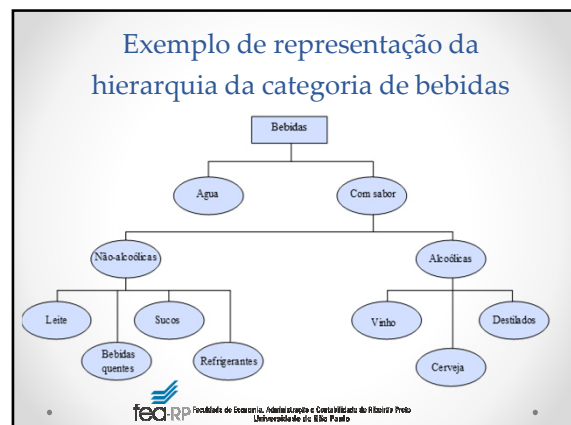 Exemplo de representação da
hierarquia da categoria de bebidas
Bebidas
Agua
Com sabor
Não-alcoólicas
Alcoólicas
Leite
Sucos
Vinho
Destilados
Bebidas
quentes
Refrigerantes
Cerveja
fea-RP
Faculdade de Economia, Administração e Contabilidade de Ribeirão Preto
Universidade de São Paulo